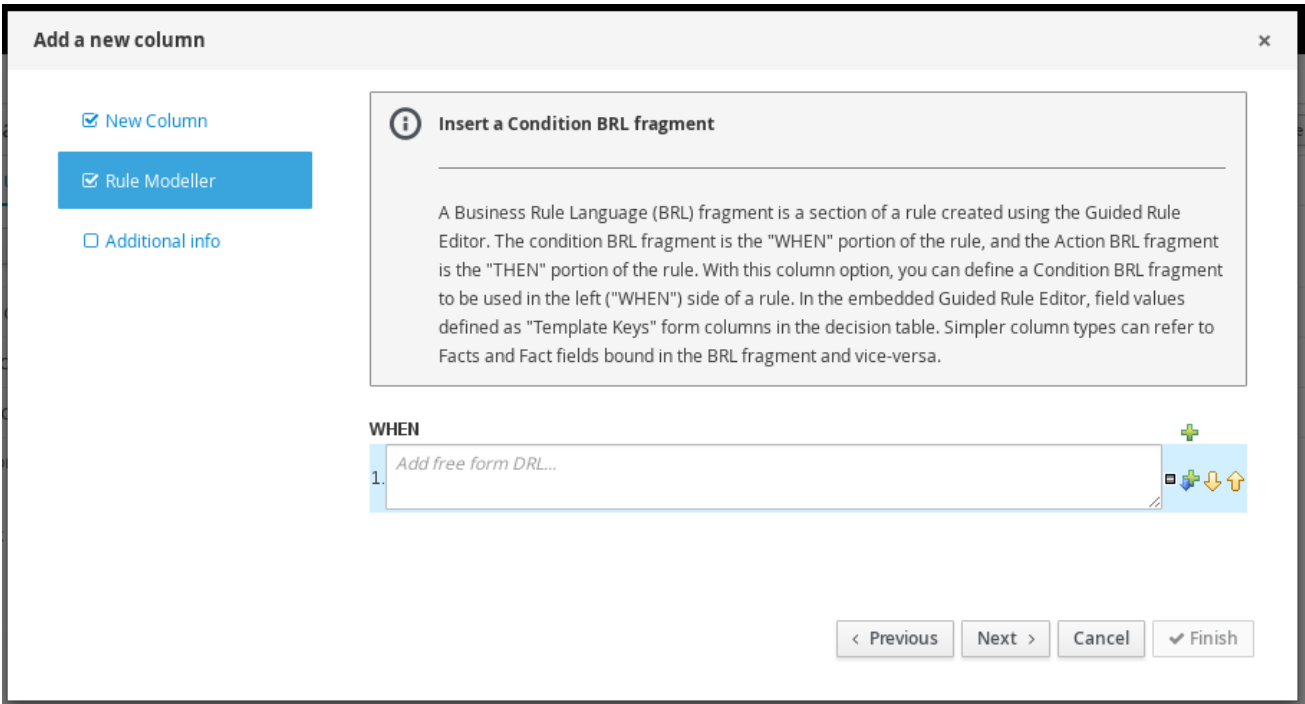 Add a new column
New Column
Rule Modeller
Additional info
Insert a Condition BRL fragment
A Business Rule Language (BRL) fragment is a section of a rule created using the Guided Rule
Editor. The condition BRL fragment is the "WHEN" portion of the rule, and the Action BRL fragment
is the "THEN" portion of the rule. With this column option, you can define a Condition BRL fragment
to be used in the left ("WHEN") side of a rule. In the embedded Guided Rule Editor, field values
defined as "Template Keys" form columns in the decision table. Simpler column types can refer to
Facts and Fact fields bound in the BRL fragment and vice-versa.
WHEN
1. Add free form DRL...
Previous Next Cancel Finish